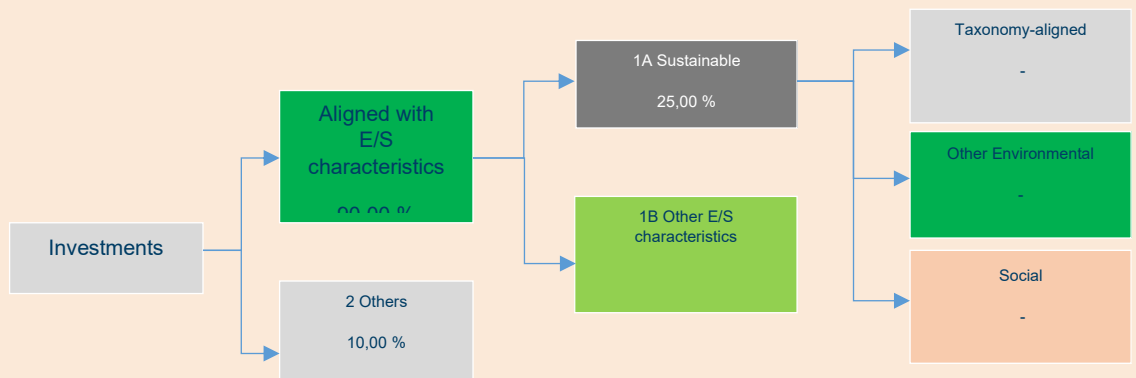 Investments
Aligned with
E/S
characteristics
2 Others
10,00 %
1A Sustainable
25,00 %
1B Other E/S
characteristics
Taxonomy-aligned
-
Other Environmental
-
Social
-